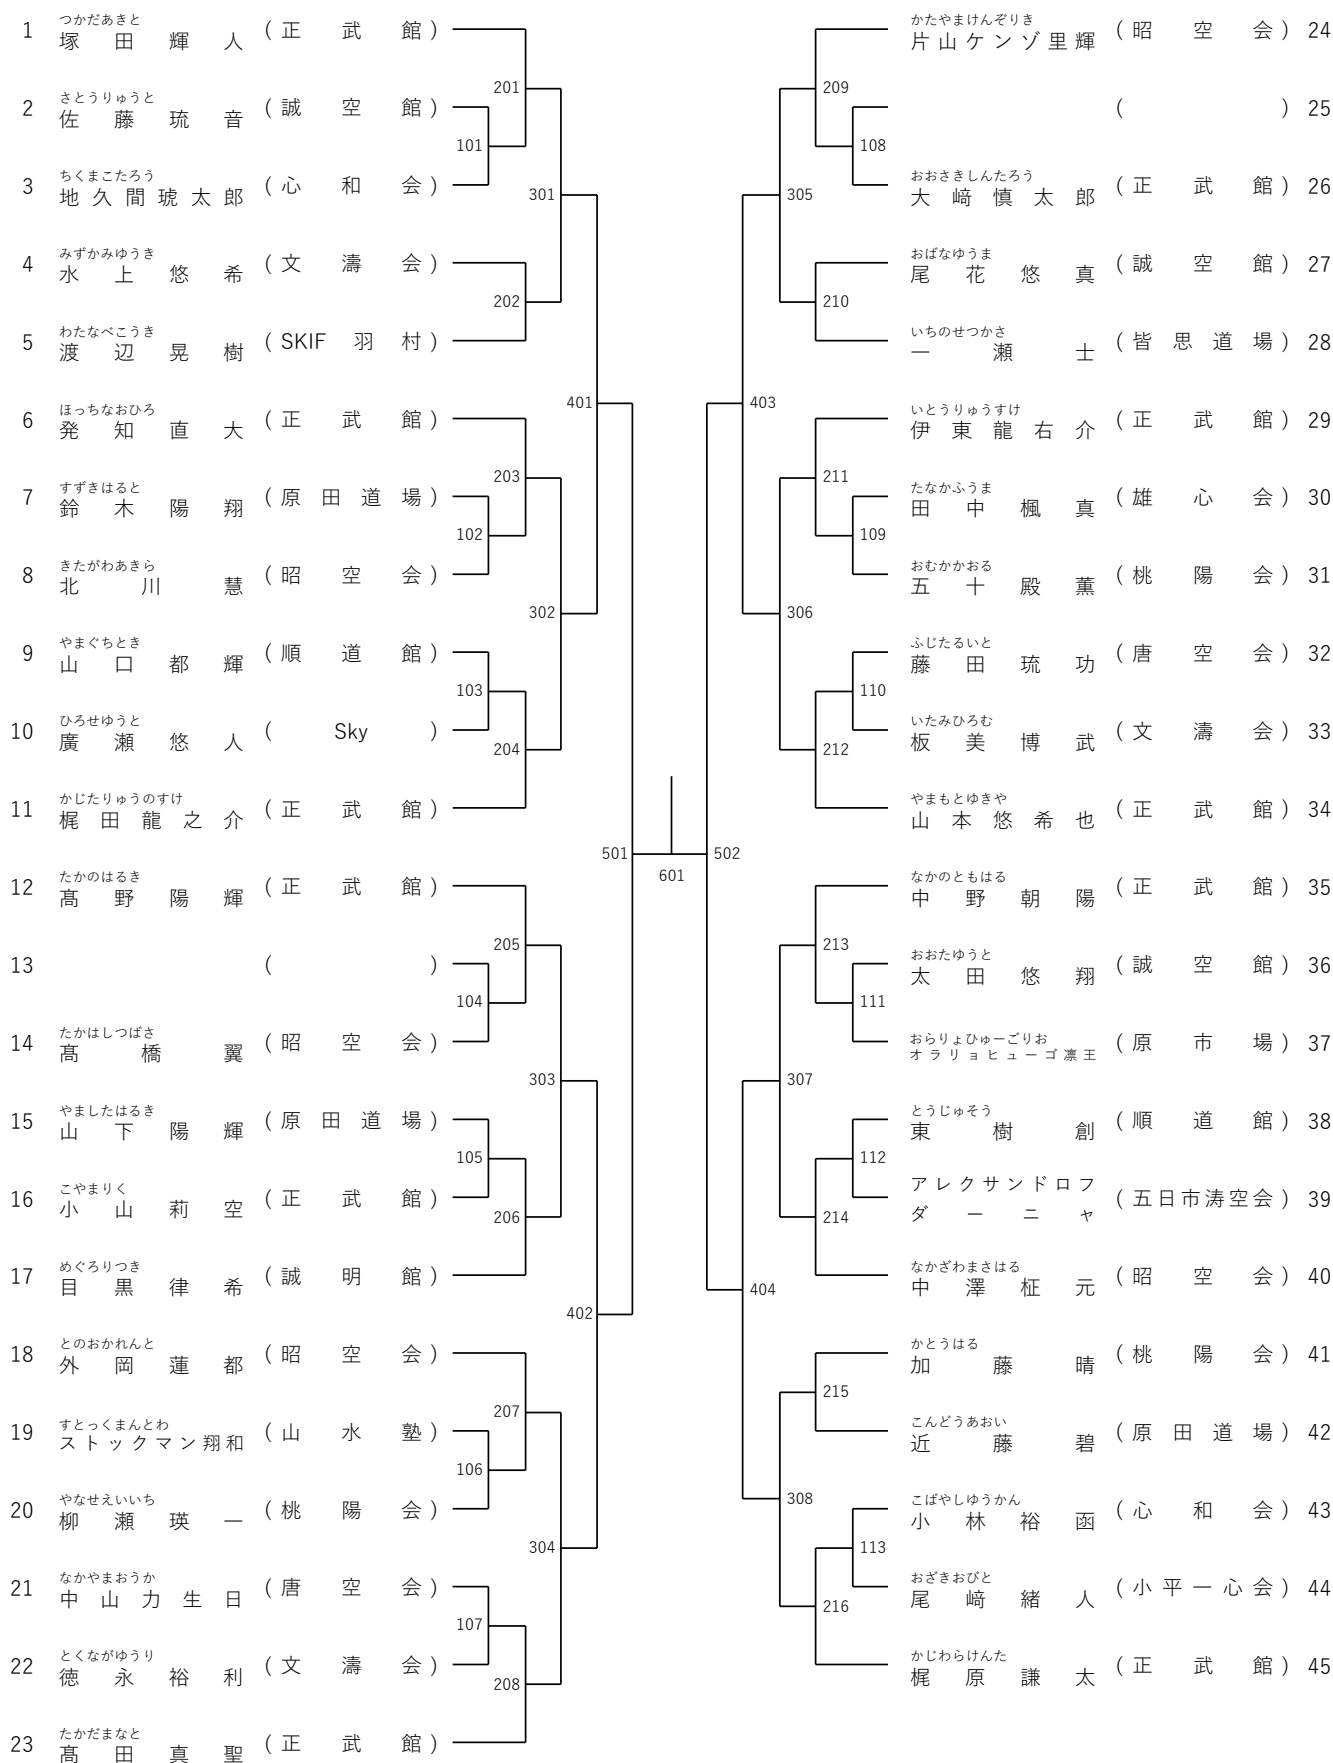 つかだあきと
1 塚田輝人 (正武館)
さとうりゅうと
2 佐藤琉音 (誠空館)
ちくまこたろう
3 地久間琥太郎 (心和会)
みずかみゆうき
4 水上悠希 (文濤会)
わたなべこうき
5 渡辺晃樹 (SKIF羽村)
ほっちなおひろ
6 発知直大 (正武館)
すずきはると
7 鈴木陽翔 (原田道場)
きたがわあきら
8 北川慧 (昭空会)
やまぐちとき
9 山口都輝 (順道館)
ひろせゆうと
10 廣瀬悠人 (Sky)
かじたりゅうのすけ
11 梶田龍之介 (正武館)
たかのはるき
12 髙野陽輝 (正武館)
13 ( )
たかはしつばさ
14 髙橋翼 (昭空会)
やましたはるき
15 山下陽輝 (原田道場)
こやまりく
16 小山莉空 (正武館)
めぐろりつき
17 目黒律希 (誠明館)
とのおかれんと
18 外岡蓮都 (昭空会)
すとっくまんとわ
19 ストックマン翔和 (山水塾)
やなせえいいち
20 柳瀬瑛一 (桃陽会)
なかやまおうか
21 中山力生日 (唐空会)
とくながゆうり
22 徳永裕利 (文濤会)
たかだまなと
23 髙田真聖 (正武館)
101
102
103
104
105
106
107
201
202
203
204
205
206
207
208
301
302
303
304
401
402
501
601
502
403
404
305
306
307
308
209
210
211
212
213
214
215
216
108
109
110
111
112
113
かたやまけんぞりき
片山ケンゾ里輝 (昭空会) 24
( ) 25
おおさきしんたろう
大﨑慎太郎 (正武館) 26
おばなゆうま
尾花悠真 (誠空館) 27
いちのせつかさ
一瀬士 (皆思道場) 28
いとうりゅうすけ
伊東龍右介 (正武館) 29
たなかふうま
田中楓真 (雄心会) 30
おむかかおる
五十殿薫 (桃陽会) 31
ふじたるいと
藤田琉功 (唐空会) 32
いたみひろむ
板美博武 (文濤会) 33
やまもとゆきや
山本悠希也 (正武館) 34
なかのともはる
中野朝陽 (正武館) 35
おおたゆうと
太田悠翔 (誠空館) 36
おらりょひゅーごりお
オラリョヒューゴ凛王 (原市場) 37
とうじゅそう
東樹創 (順道館) 38
アレクサンドロフ
ダーニャ (五日市涛空会) 39
なかざわまさはる
中澤柾元 (昭空会) 40
かとうはる
加藤晴 (桃陽会) 41
こんどうあおい
近藤碧 (原田道場) 42
こばやしゆうかん
小林裕函 (心和会) 43
おざきおびと
尾﨑緒人 (小平一心会) 44
かじわらけんた
梶原謙太 (正武館) 45